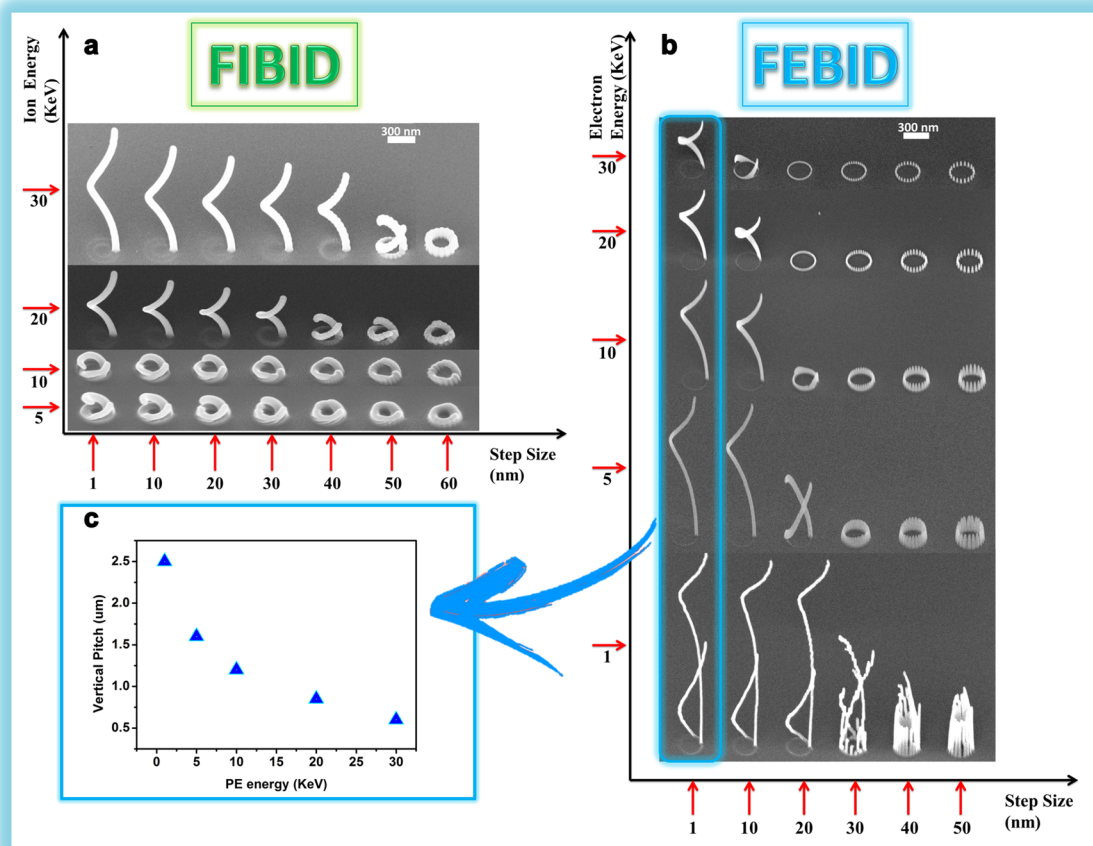 a
FIBID
Ion Energy
(KeV)
300 nm
30
20
10
5
1
10
20
30
40
50
60
Step Size
(nm)
b
FEBID
Electron
Energy (KeV)
300 nm
30
20
10
5
1
1
10
20
30
40
50
Step Size
(nm)
c
Vertical Pitch (um)
2.5
2.0
1.5
1.0
0.5
0
5
10
15
20
25
30
PE energy (KeV)